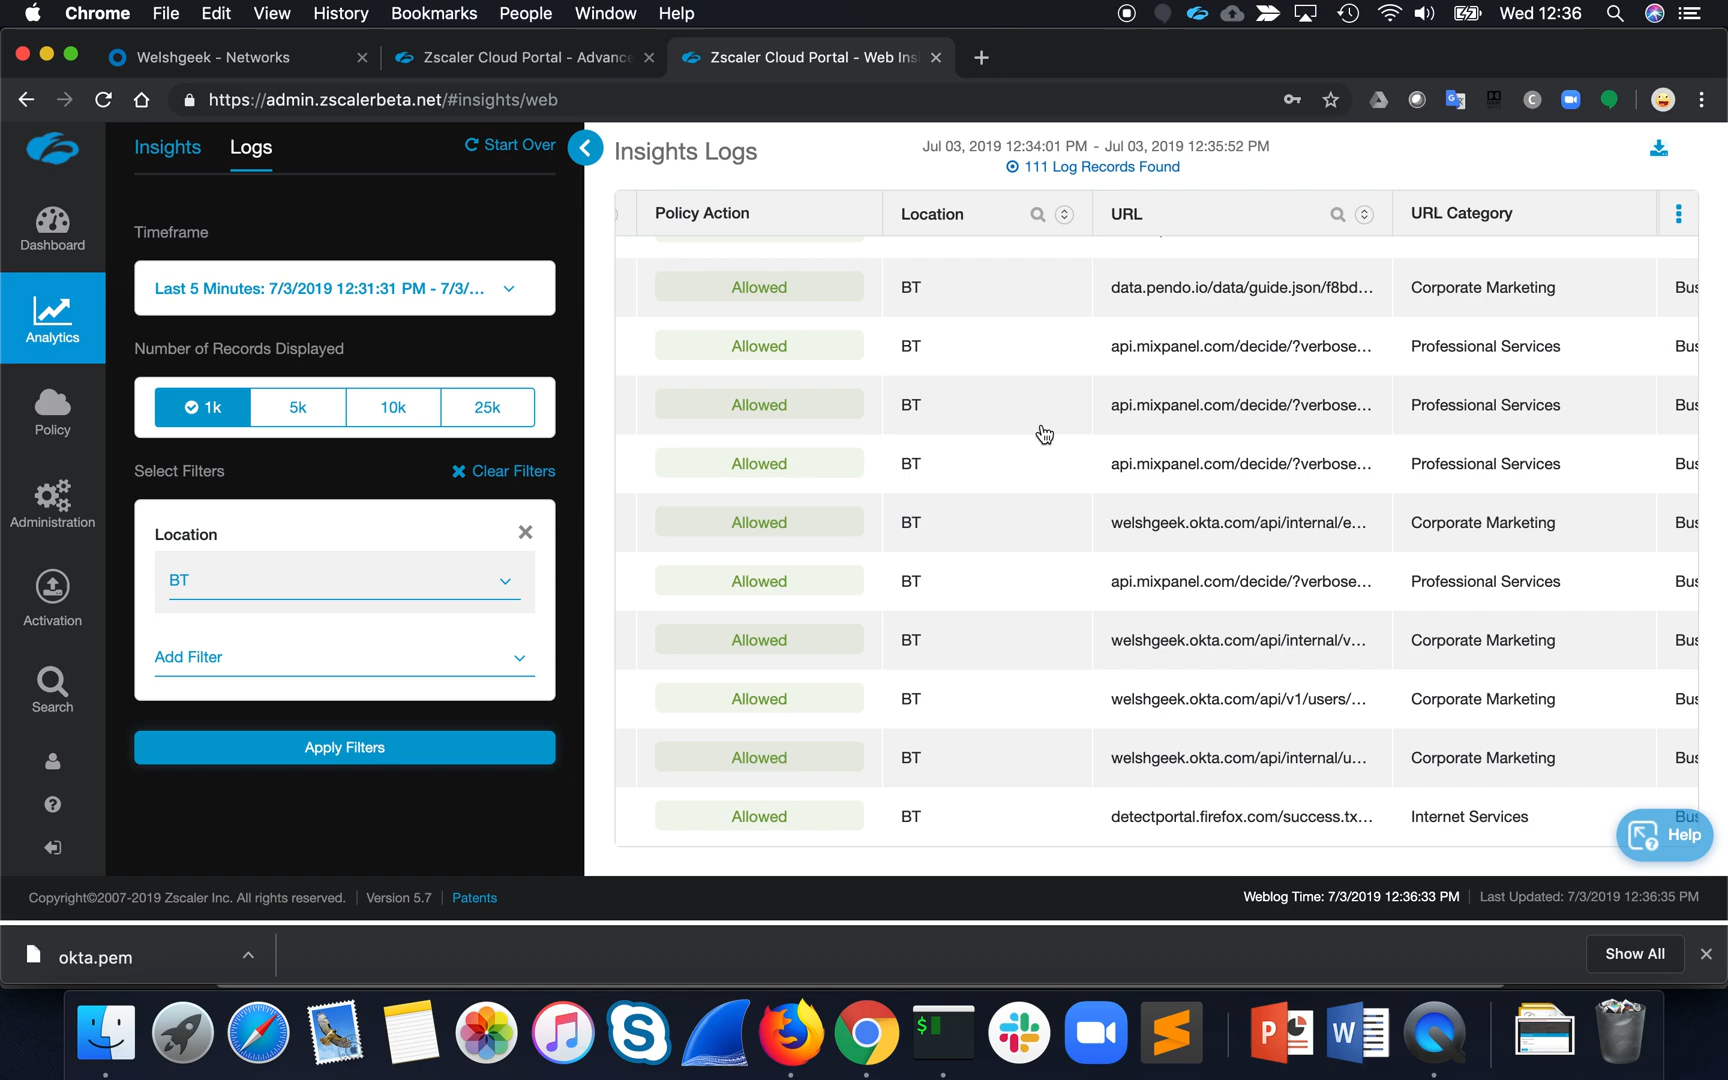 Chrome File Edit View History Bookmarks People Window Help Wed 12:36
Welshgeek - Networks
Zscaler Cloud Portal - Advance
Zscaler Cloud Portal - Web Ins
https://admin.zscalerbeta.net/#insights/web
Dashboard
Analytics
Policy
Administration
Activation
Search
Insights Logs Start Over
Timeframe
Last 5 Minutes: 7/3/2019 12:31:31 PM - 7/3/...
Number of Records Displayed
1k 5k 10k 25k
Select Filters Clear Filters
Location
BT
Add Filter
Apply Filters
Insights Logs
Jul 03, 2019 12:34:01 PM - Jul 03, 2019 12:35:52 PM
111 Log Records Found
Policy Action Location URL URL Category
Allowed BT data.pendo.io/data/guide.json/f8bd... Corporate Marketing Bus
Allowed BT api.mixpanel.com/decide/?verbose... Professional Services Bus
Allowed BT api.mixpanel.com/decide/?verbose... Professional Services Bus
Allowed BT api.mixpanel.com/decide/?verbose... Professional Services Bus
Allowed BT welshgeek.okta.com/api/internal/e... Corporate Marketing Bus
Allowed BT api.mixpanel.com/decide/?verbose... Professional Services Bus
Allowed BT welshgeek.okta.com/api/internal/v... Corporate Marketing Bus
Allowed BT welshgeek.okta.com/api/v1/users/... Corporate Marketing Bus
Allowed BT welshgeek.okta.com/api/internal/u... Corporate Marketing Bus
Allowed BT detectportal.firefox.com/success.tx... Internet Services Bus
Help
Copyright©2007-2019 Zscaler Inc. All rights reserved. Version 5.7 Patents
Weblog Time: 7/3/2019 12:36:33 PM Last Updated: 7/3/2019 12:36:35 PM
okta.pem
Show All